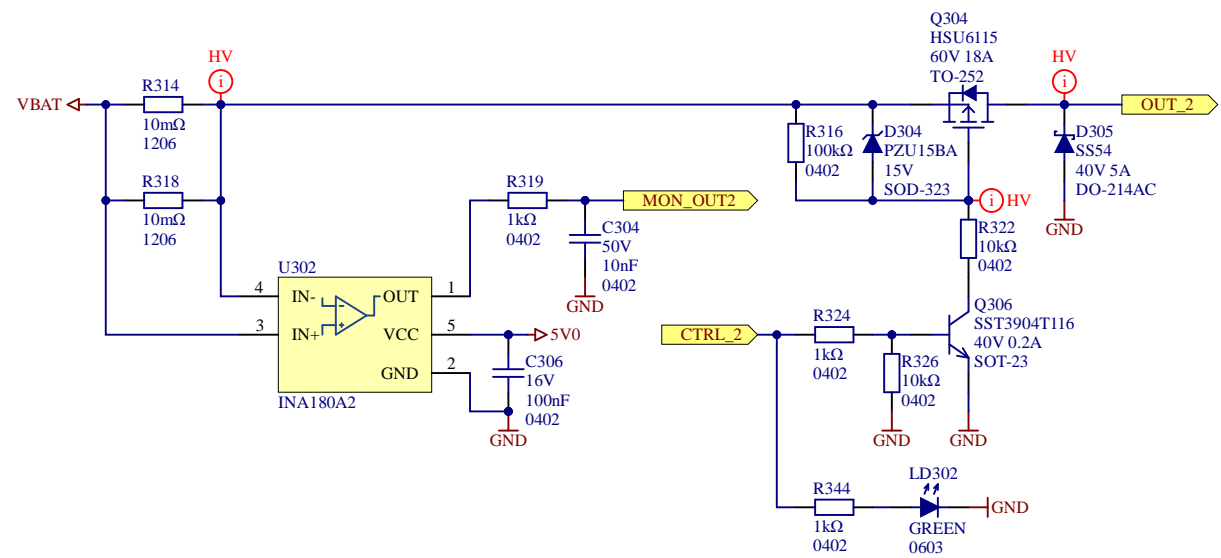 Q304
HSU6115
60V 18A
TO-252
HV
i
HV
i
VBAT
R314
10mΩ
1206
OUT_2
R316
100kΩ
0402
D304
PZU15BA
15V
SOD-323
D305
SS54
40V 5A
DO-214AC
GND
R318
10mΩ
1206
R319
1kΩ
0402
MON_OUT2
i
HV
C304
50V
10nF
0402
GND
R322
10kΩ
0402
U302
4
IN-
OUT
1
3
IN+
VCC
5
GND
2
INA180A2
5V0
C306
16V
100nF
0402
GND
CTRL_2
R324
1kΩ
0402
R326
10kΩ
0402
GND
Q306
SST3904T116
40V 0.2A
SOT-23
GND
R344
1kΩ
0402
LD302
GREEN
0603
GND